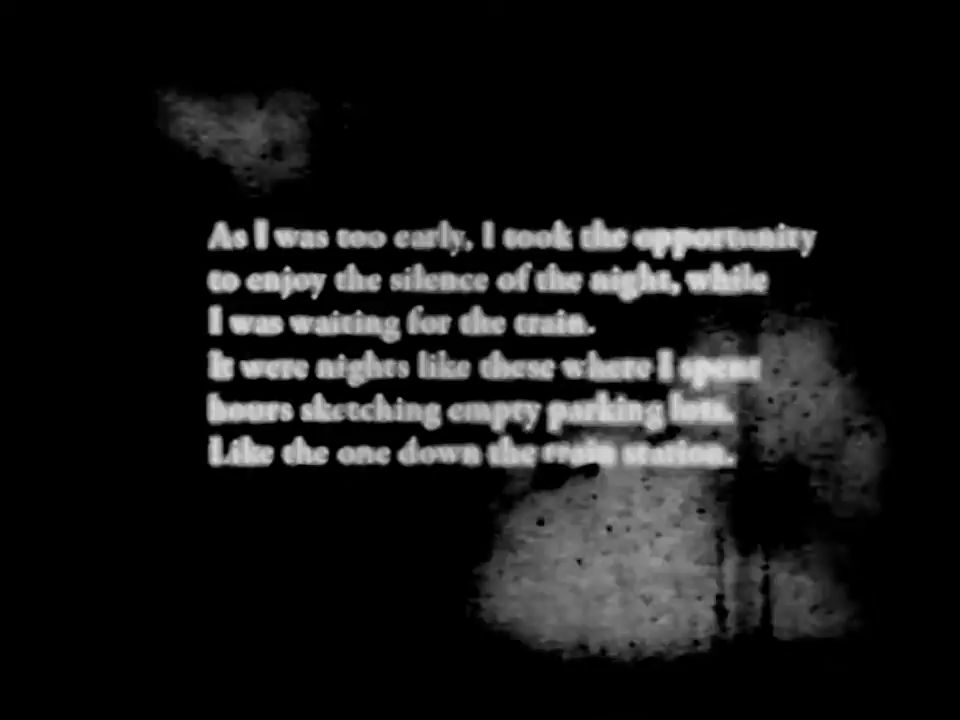 As I was too early, I took the opportunity
to enjoy the silence of the night, while
I was waiting for the train.
It were nights like these where I spent
hours sketching empty parking lots.
Like the one down the train station.